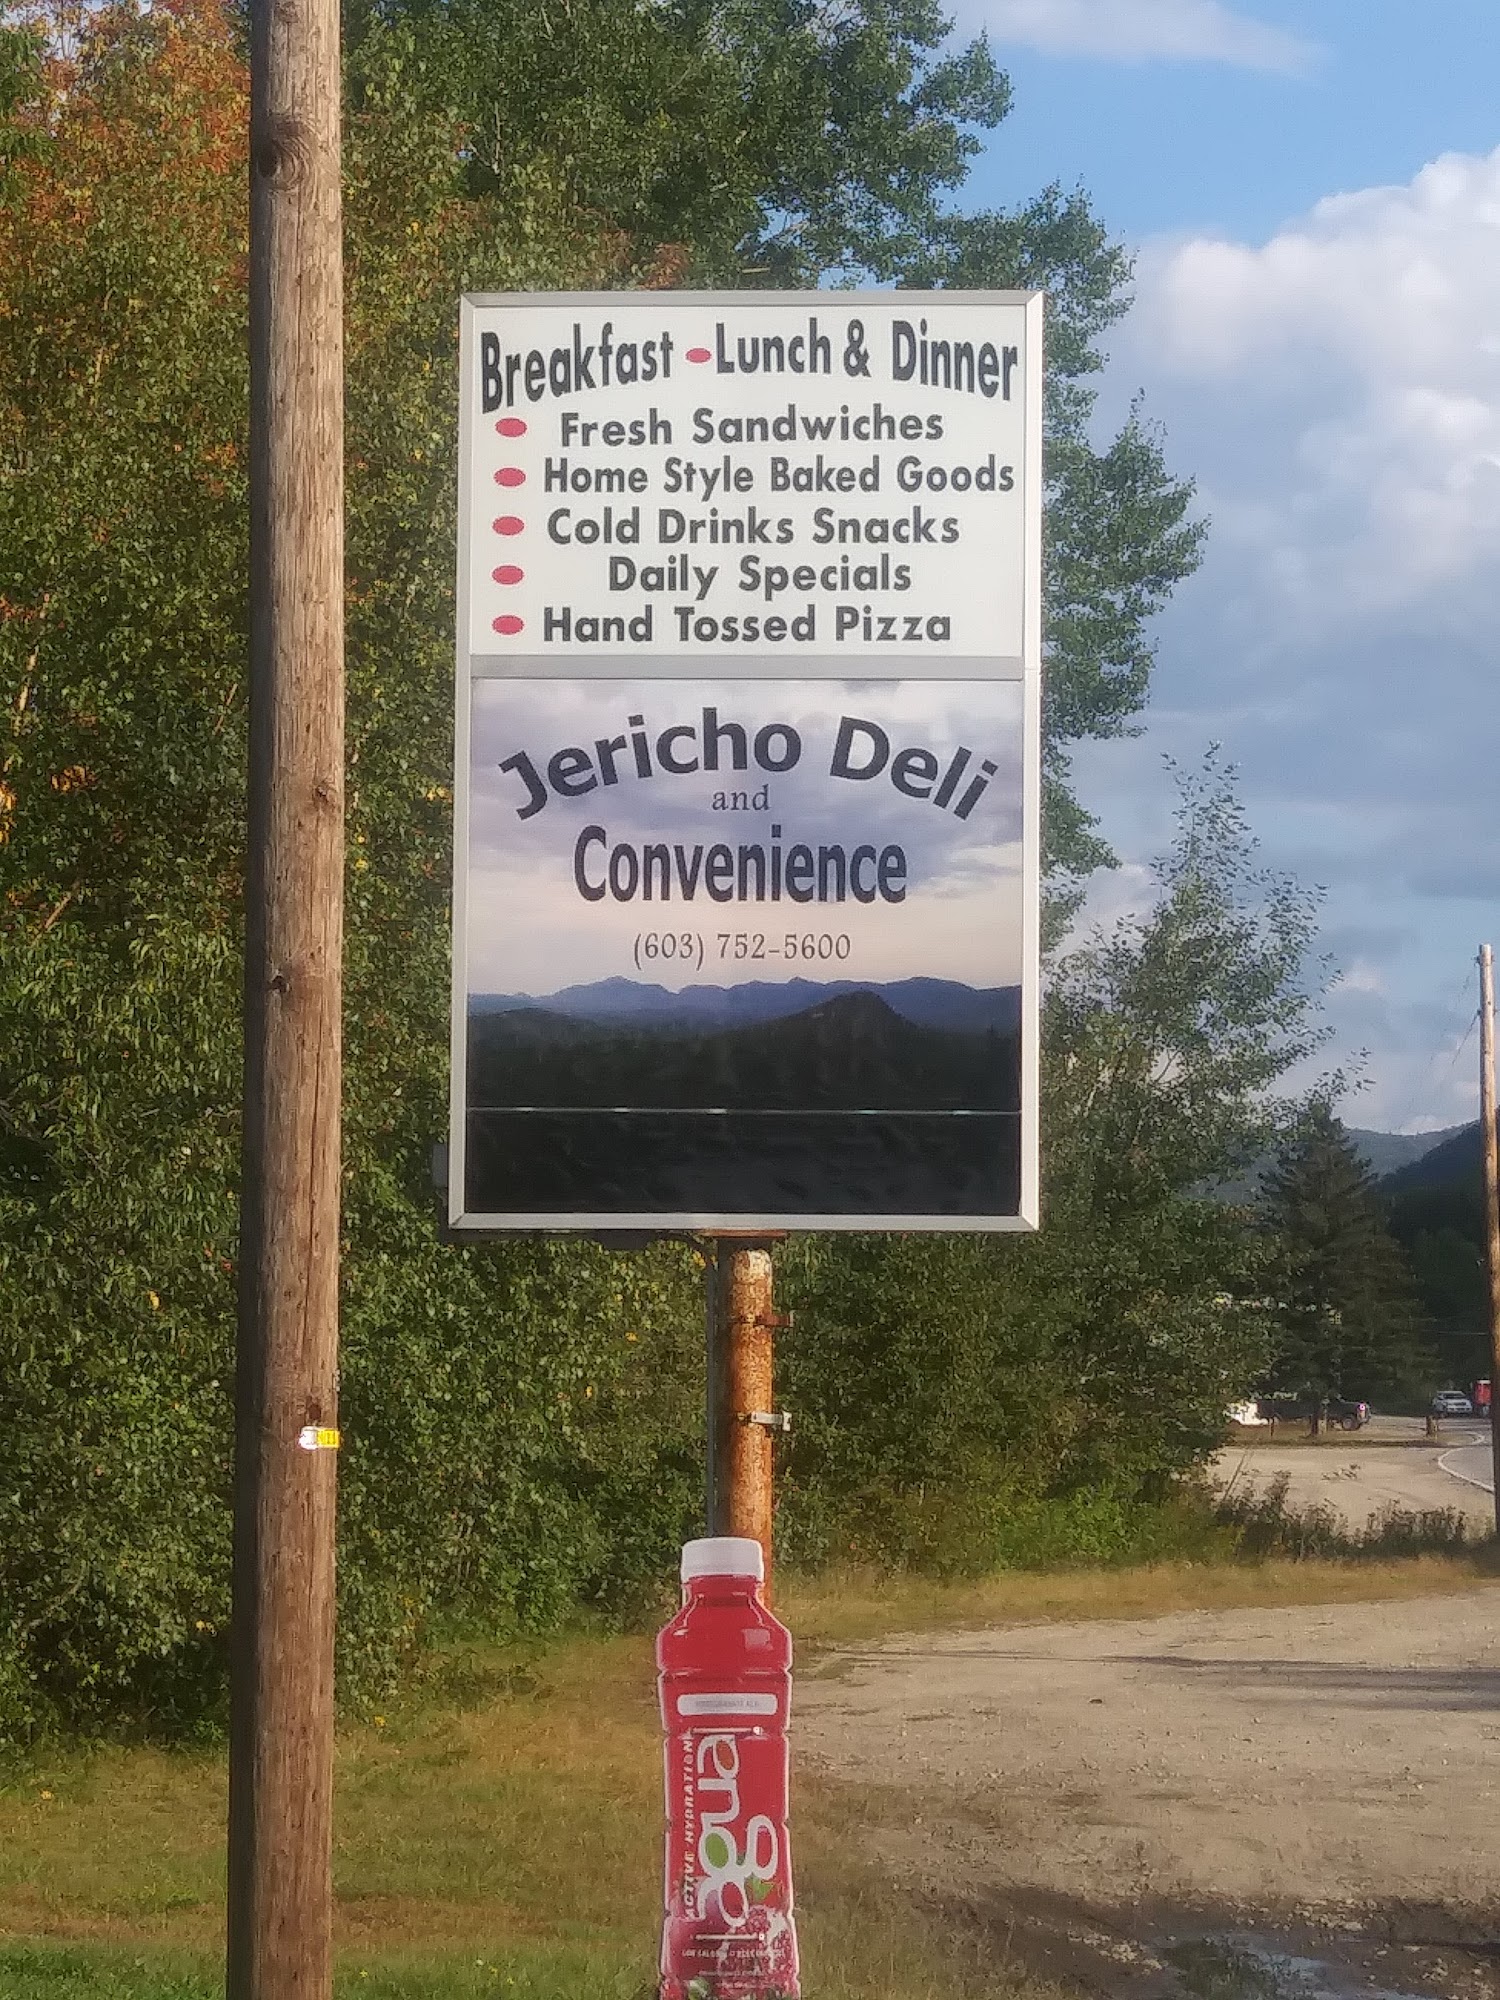 Breakfast • Lunch & Dinner
• Fresh Sandwiches
• Home Style Baked Goods
• Cold Drinks Snacks
• Daily Specials
• Hand Tossed Pizza
Jericho Deli
and
Convenience
(603) 752-5600
ACTIVE HYDRATION